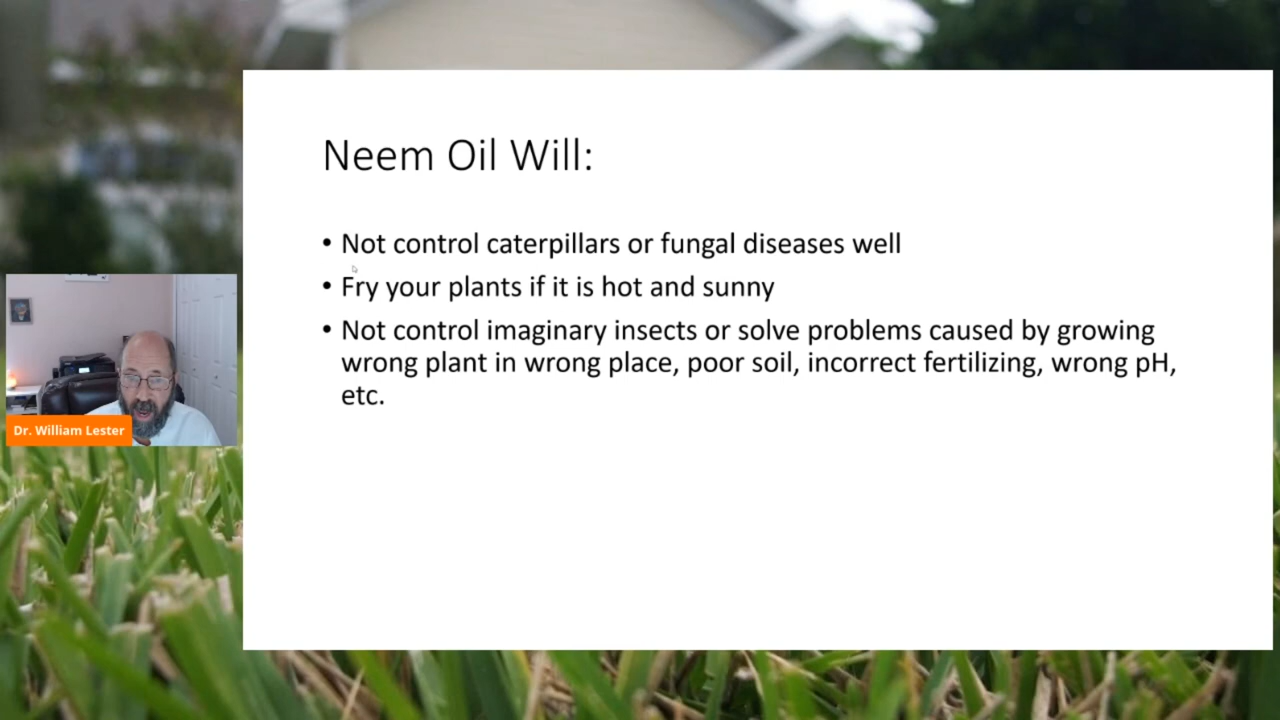 Neem Oil Will:
• Not control caterpillars or fungal diseases well
• Fry your plants if it is hot and sunny
• Not control imaginary insects or solve problems caused by growing
wrong plant in wrong place, poor soil, incorrect fertilizing, wrong pH,
etc.
Dr. William Lester